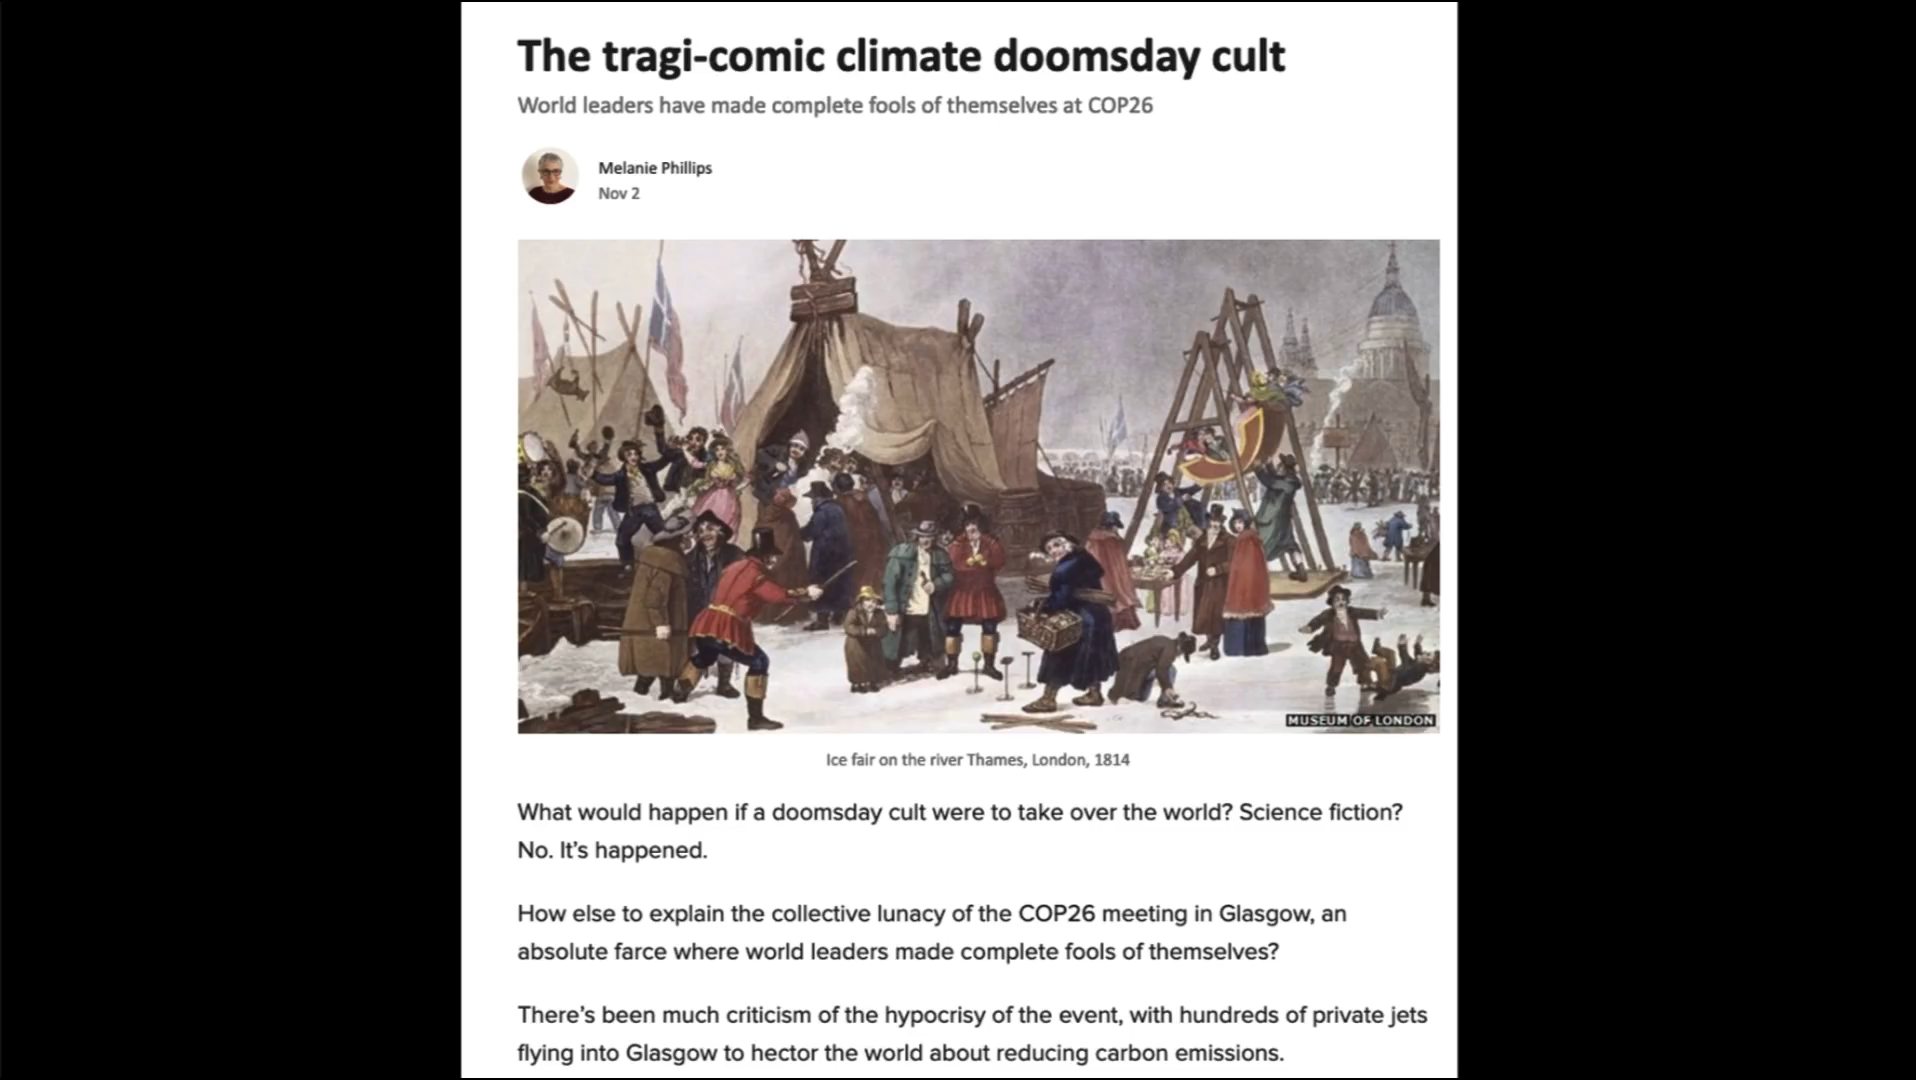 The tragi-comic climate doomsday cult
World leaders have made complete fools of themselves at COP26
Melanie Phillips
Nov 2
MUSEUM OF LONDON
Ice fair on the river Thames, London, 1814
What would happen if a doomsday cult were to take over the world? Science fiction?
No. It’s happened.
How else to explain the collective lunacy of the COP26 meeting in Glasgow, an
absolute farce where world leaders made complete fools of themselves?
There’s been much criticism of the hypocrisy of the event, with hundreds of private jets
flying into Glasgow to hector the world about reducing carbon emissions.